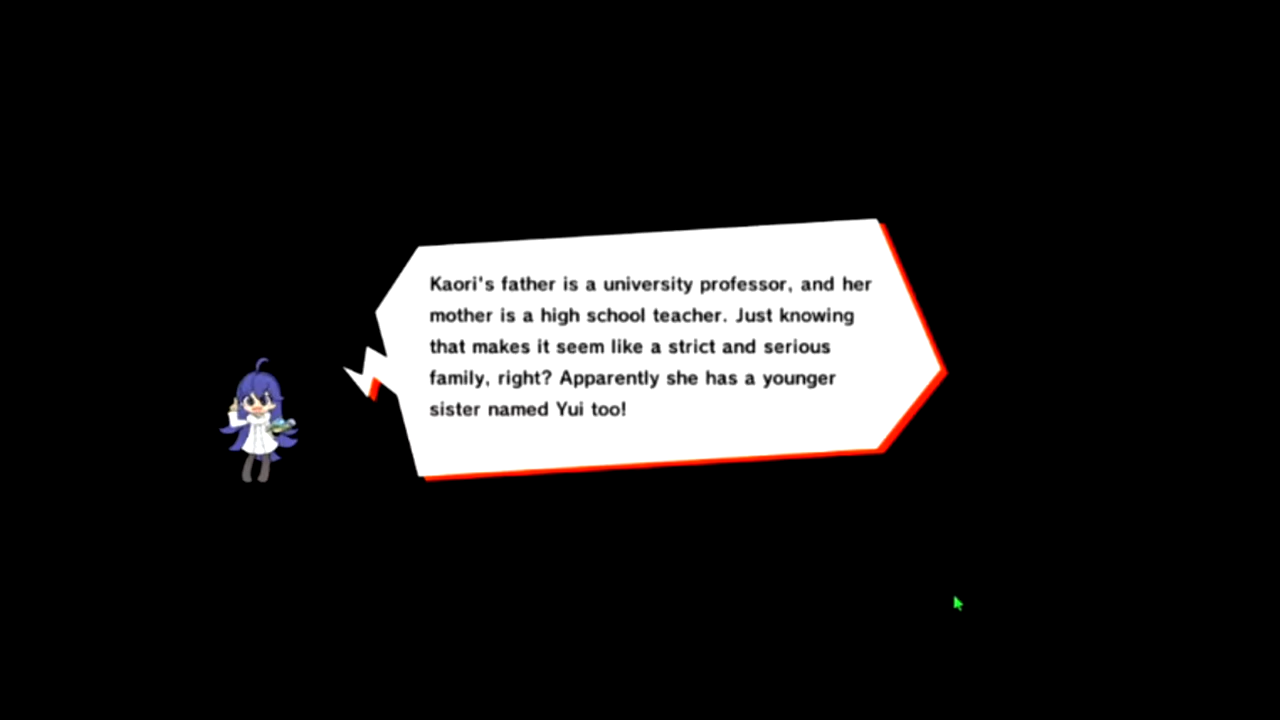 Kaori's father is a university professor, and her
mother is a high school teacher. Just knowing
that makes it seem like a strict and serious
family, right? Apparently she has a younger
sister named Yui too!